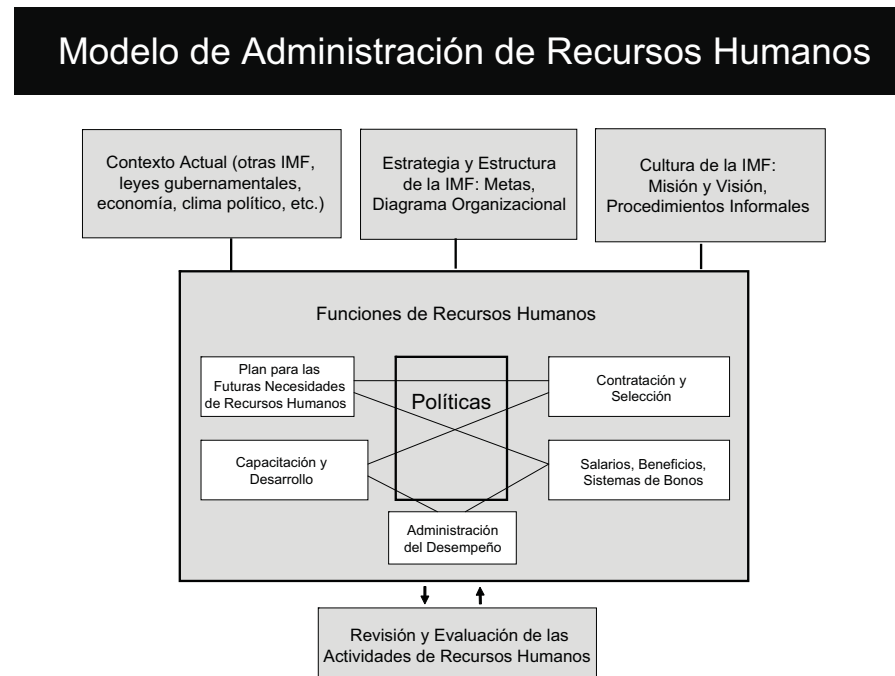 Modelo de Administración de Recursos Humanos
Contexto Actual (otras IMF,
leyes gubernamentales,
economía, clima político, etc.)
Estrategia y Estructura
de la IMF: Metas,
Diagrama Organizacional
Cultura de la IMF:
Misión y Visión,
Procedimientos Informales
Funciones de Recursos Humanos
Plan para las
Futuras Necesidades
de Recursos Humanos
Políticas
Contratación y
Selección
Capacitación y
Desarrollo
Salarios, Beneficios,
Sistemas de Bonos
Administración
del Desempeño
Revisión y Evaluación de las
Actividades de Recursos Humanos